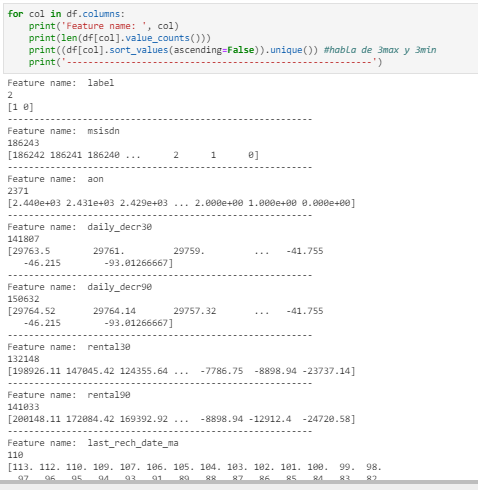 for col in df.columns:
    print('Feature name: ', col)
    print(len(df[col].value_counts()))
    print((df[col].sort_values(ascending=False)).unique()) #habla de 3max y 3min
    print('------------------------------------------------------------')
Feature name:  label
2
[1 0]
------------------------------------------------------------
Feature name:  msisdn
186243
[186242 186241 186240 ...      2      1      0]
------------------------------------------------------------
Feature name:  aon
2371
[2.440e+03 2.431e+03 2.429e+03 ... 2.000e+00 1.000e+00 0.000e+00]
------------------------------------------------------------
Feature name:  daily_decr30
141807
[29763.5        29761.         29759.         ...   -41.755
   -46.215        -93.01266667]
------------------------------------------------------------
Feature name:  daily_decr90
150632
[29764.52       29764.14       29757.32       ...   -41.755
   -46.215        -93.01266667]
------------------------------------------------------------
Feature name:  rental30
132148
[198926.11 147045.42 124355.64 ...  -7786.75  -8898.94 -23737.14]
------------------------------------------------------------
Feature name:  rental90
141033
[200148.11 172084.42 169392.92 ...  -8898.94 -12912.4  -24720.58]
------------------------------------------------------------
Feature name:  last_rech_date_ma
110
[113. 112. 110. 109. 107. 106. 105. 104. 103. 102. 101. 100.  99.  98.
  97.  96.  95.  94.  93.  91.  89.  88.  87.  86.  85.  84.  83.  82.